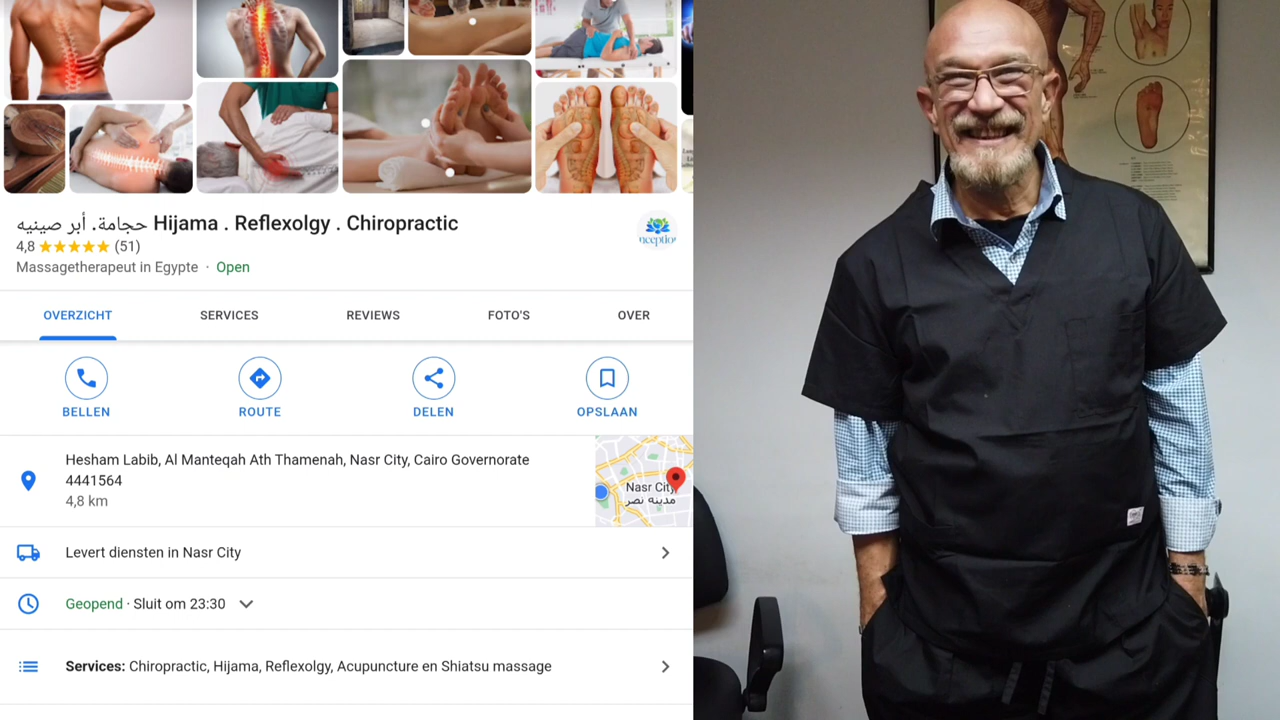 حجامة. أبر صينيه Hijama . Reflexolgy . Chiropractic
4,8 (51)
Massagetherapeut in Egypte · Open
OVERZICHT SERVICES REVIEWS FOTO'S OVER
BELLEN ROUTE DELEN OPSLAAN
Hesham Labib, Al Manteqah Ath Thamenah, Nasr City, Cairo Governorate
4441564
4,8 km
Nasr City
مدينه نصر
Levert diensten in Nasr City
Geopend · Sluit om 23:30
Services: Chiropractic, Hijama, Reflexolgy, Acupuncture en Shiatsu massage